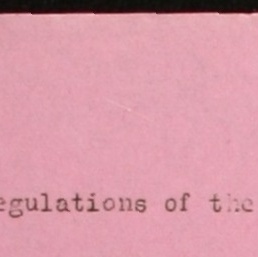 egulations of the